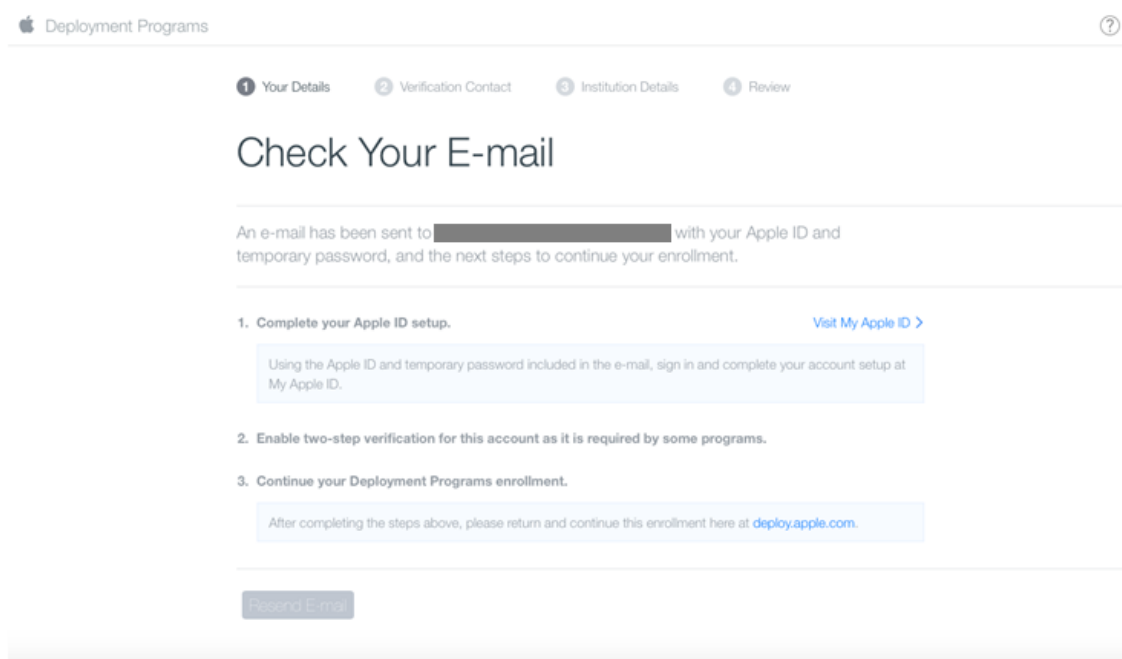 Deployment Programs ?
1 Your Details 2 Verification Contact 3 Institution Details 4 Review
Check Your E-mail
An e-mail has been sent to with your Apple ID and
temporary password, and the next steps to continue your enrollment.
1. Complete your Apple ID setup. Visit My Apple ID >
Using the Apple ID and temporary password included in the e-mail, sign in and complete your account setup at
My Apple ID.
2. Enable two-step verification for this account as it is required by some programs.
3. Continue your Deployment Programs enrollment.
After completing the steps above, please return and continue this enrollment here at deploy.apple.com.
Resend E-mail